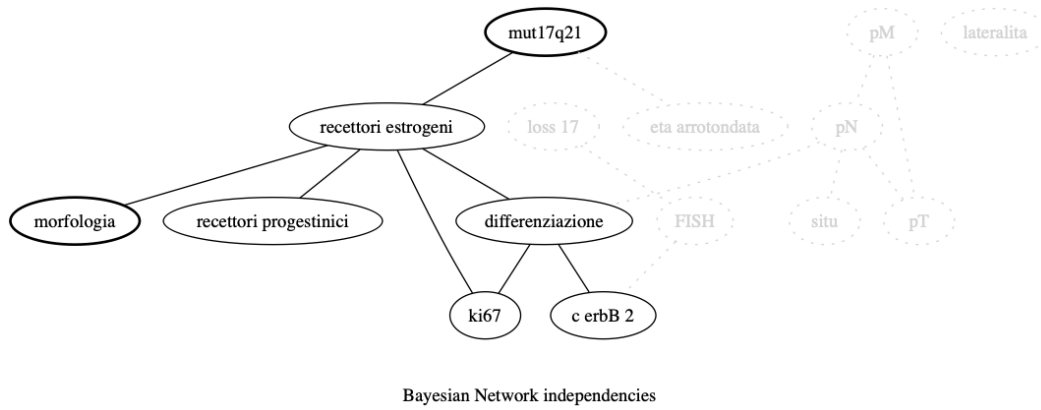 mut17q21
pM
lateralita
recettori estrogeni
loss 17
eta arrotondata
pN
morfologia
recettori progestinici
differenziazione
FISH
situ
pT
ki67
c erbB 2
Bayesian Network independencies